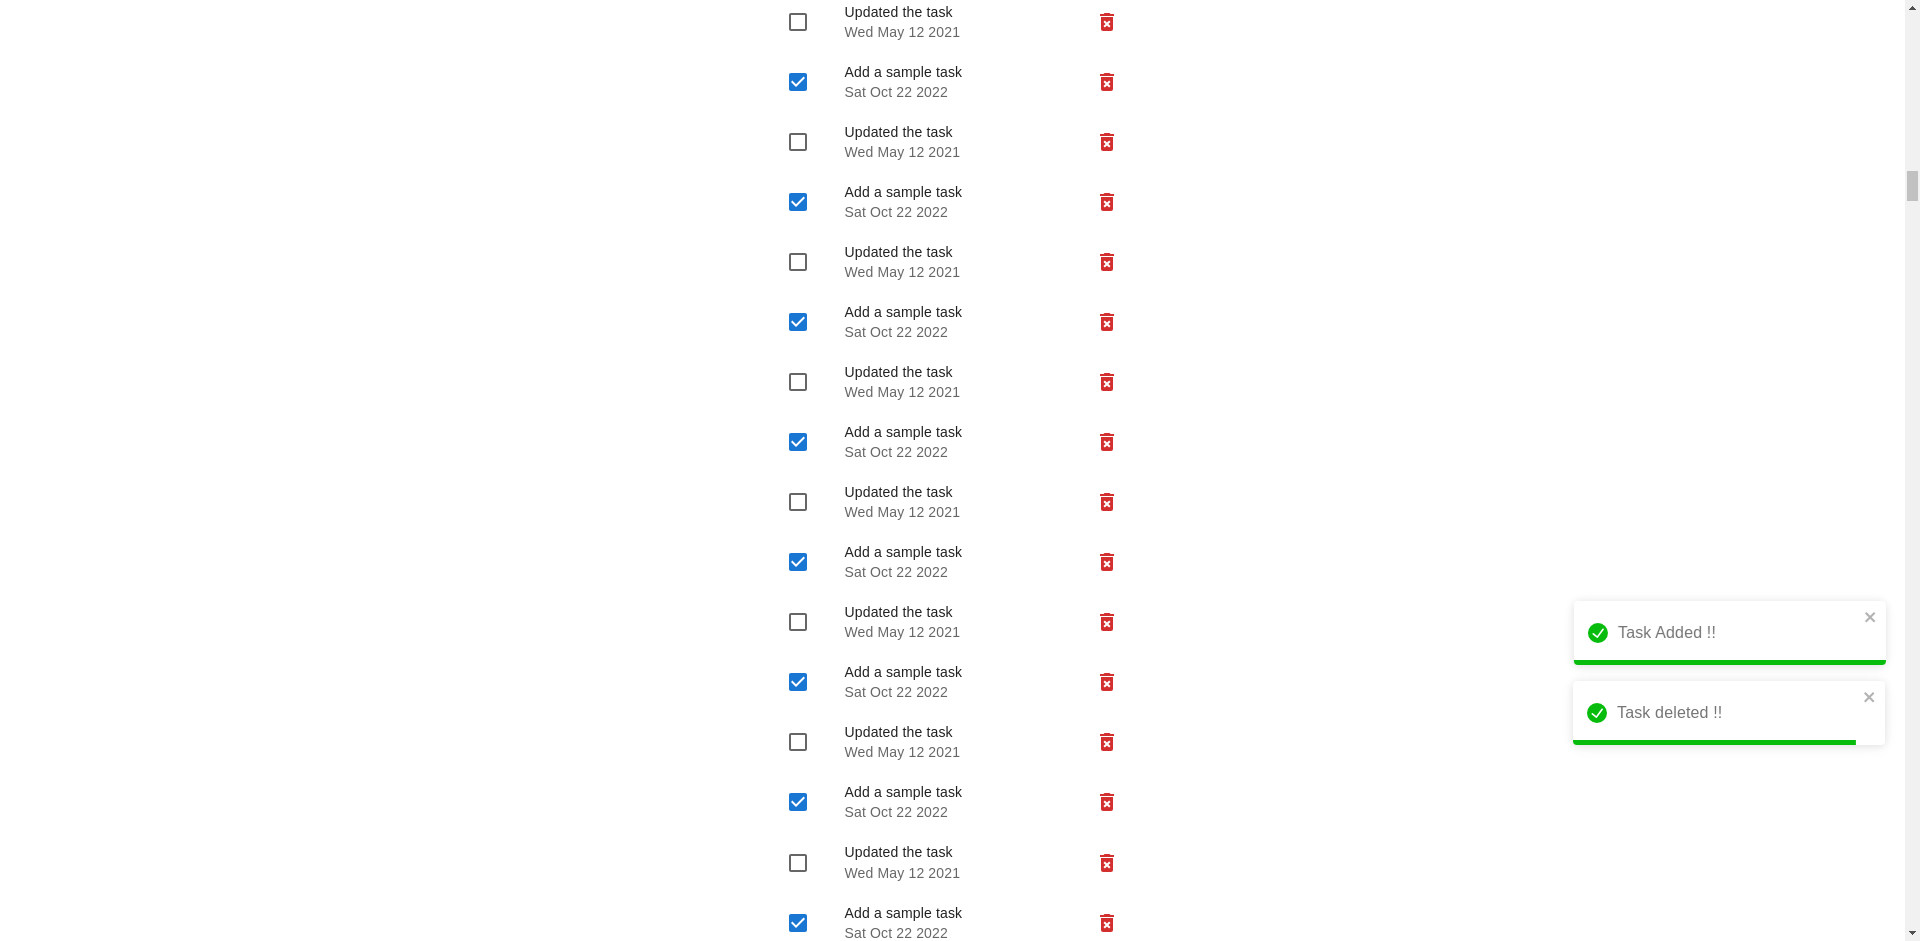 Updated the task
Wed May 12 2021
Add a sample task
Sat Oct 22 2022
Updated the task
Wed May 12 2021
Add a sample task
Sat Oct 22 2022
Updated the task
Wed May 12 2021
Add a sample task
Sat Oct 22 2022
Updated the task
Wed May 12 2021
Add a sample task
Sat Oct 22 2022
Updated the task
Wed May 12 2021
Add a sample task
Sat Oct 22 2022
Updated the task
Wed May 12 2021
Add a sample task
Sat Oct 22 2022
Updated the task
Wed May 12 2021
Add a sample task
Sat Oct 22 2022
Updated the task
Wed May 12 2021
Add a sample task
Sat Oct 22 2022
Task Added !!
Task deleted !!